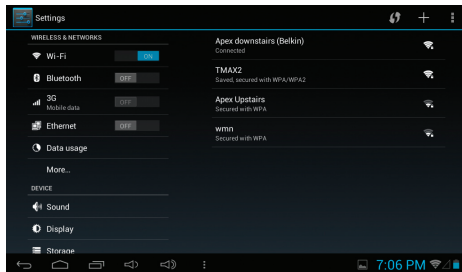 Settings
WIRELESS & NETWORKS
Wi-Fi ON
Bluetooth OFF
3G OFF
Mobile data
Ethernet OFF
Data usage
More...
DEVICE
Sound
Display
Storage
Apex downstairs (Belkin)
Connected
TMAX2
Saved, secured with WPA/WPA2
Apex Upstairs
Secured with WPA
wmn
Secured with WPA
7:06 PM